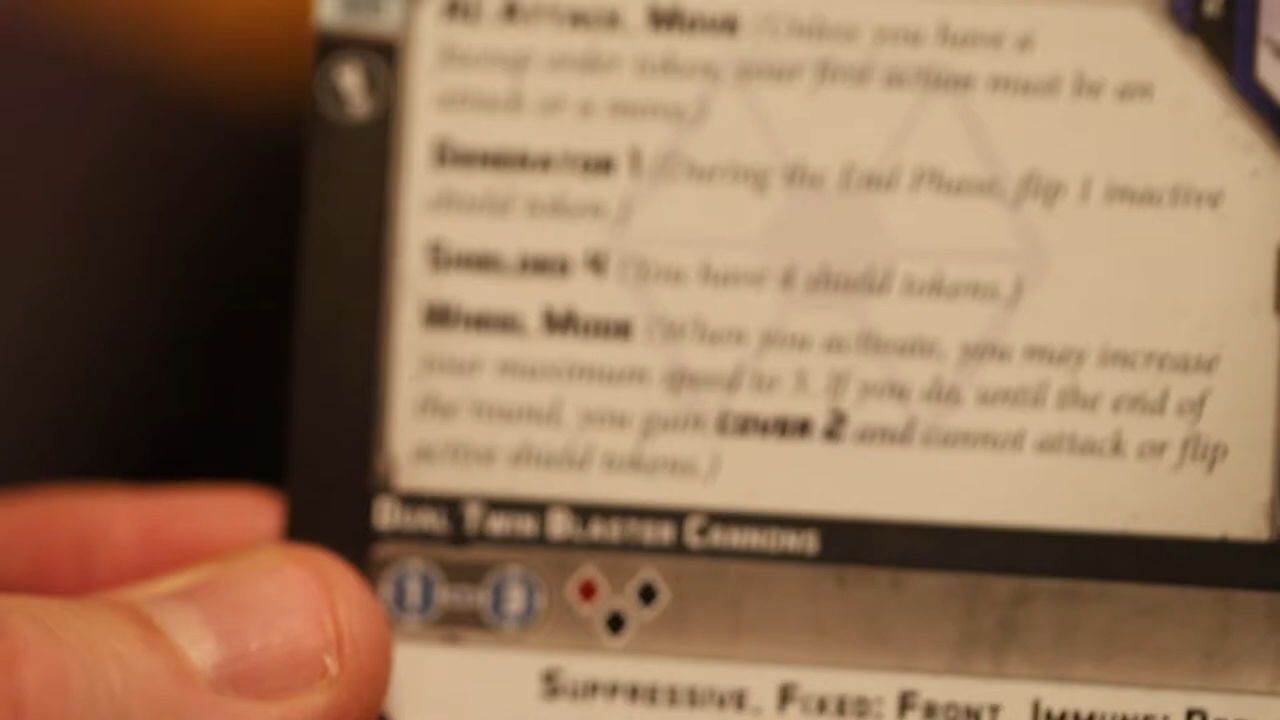 AI: Attack, Move (Unless you have a
faceup order token, your first action must be an
attack or a move.)
Generator 1 (During the End Phase, flip 1 inactive
shield token.)
Shielded 4 (You have 4 shield tokens.)
Wheel Mode (When you activate, you may increase
your maximum speed to 3. If you do, until the end of
the round, you gain cover 2 and cannot attack or flip
active shield tokens.)
Dual Twin Blaster Cannons
Suppressive, Fixed: Front, Immune: